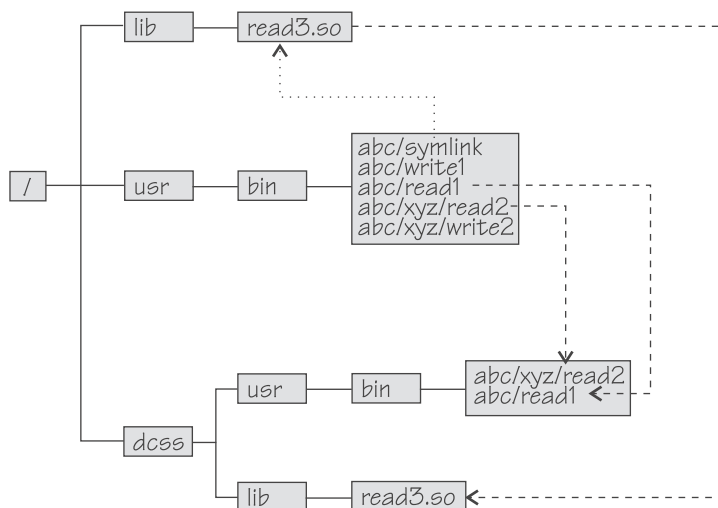 lib
read3.so
/
usr
bin
abc/symlink
abc/write1
abc/read1
abc/xyz/read2
abc/xyz/write2
usr
bin
abc/xyz/read2
abc/read1
dcss
lib
read3.so